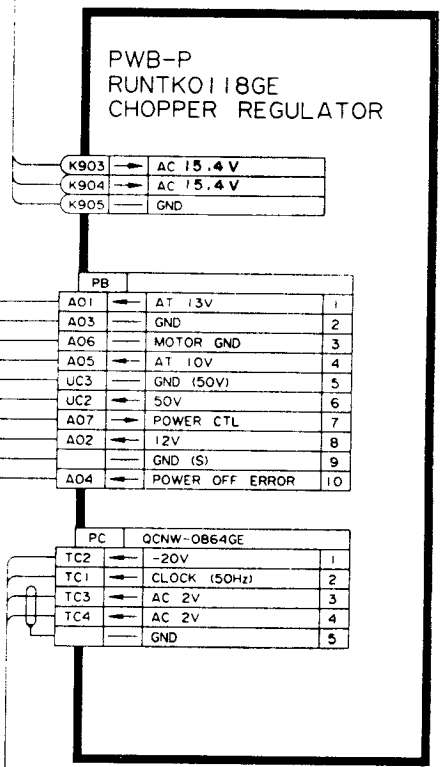 PWB-P
RUNTK0118GE
CHOPPER REGULATOR
K903 AC 15.4V
K904 AC 15.4V
K905 GND
PB
A01 AT 13V 1
A03 GND 2
A06 MOTOR GND 3
A05 AT 10V 4
UC3 GND (50V) 5
UC2 50V 6
A07 POWER CTL 7
A02 12V 8
GND (S) 9
A04 POWER OFF ERROR 10
PC QCNW-0864GE
TC2 -20V 1
TC1 CLOCK (50Hz) 2
TC3 AC 2V 3
TC4 AC 2V 4
GND 5